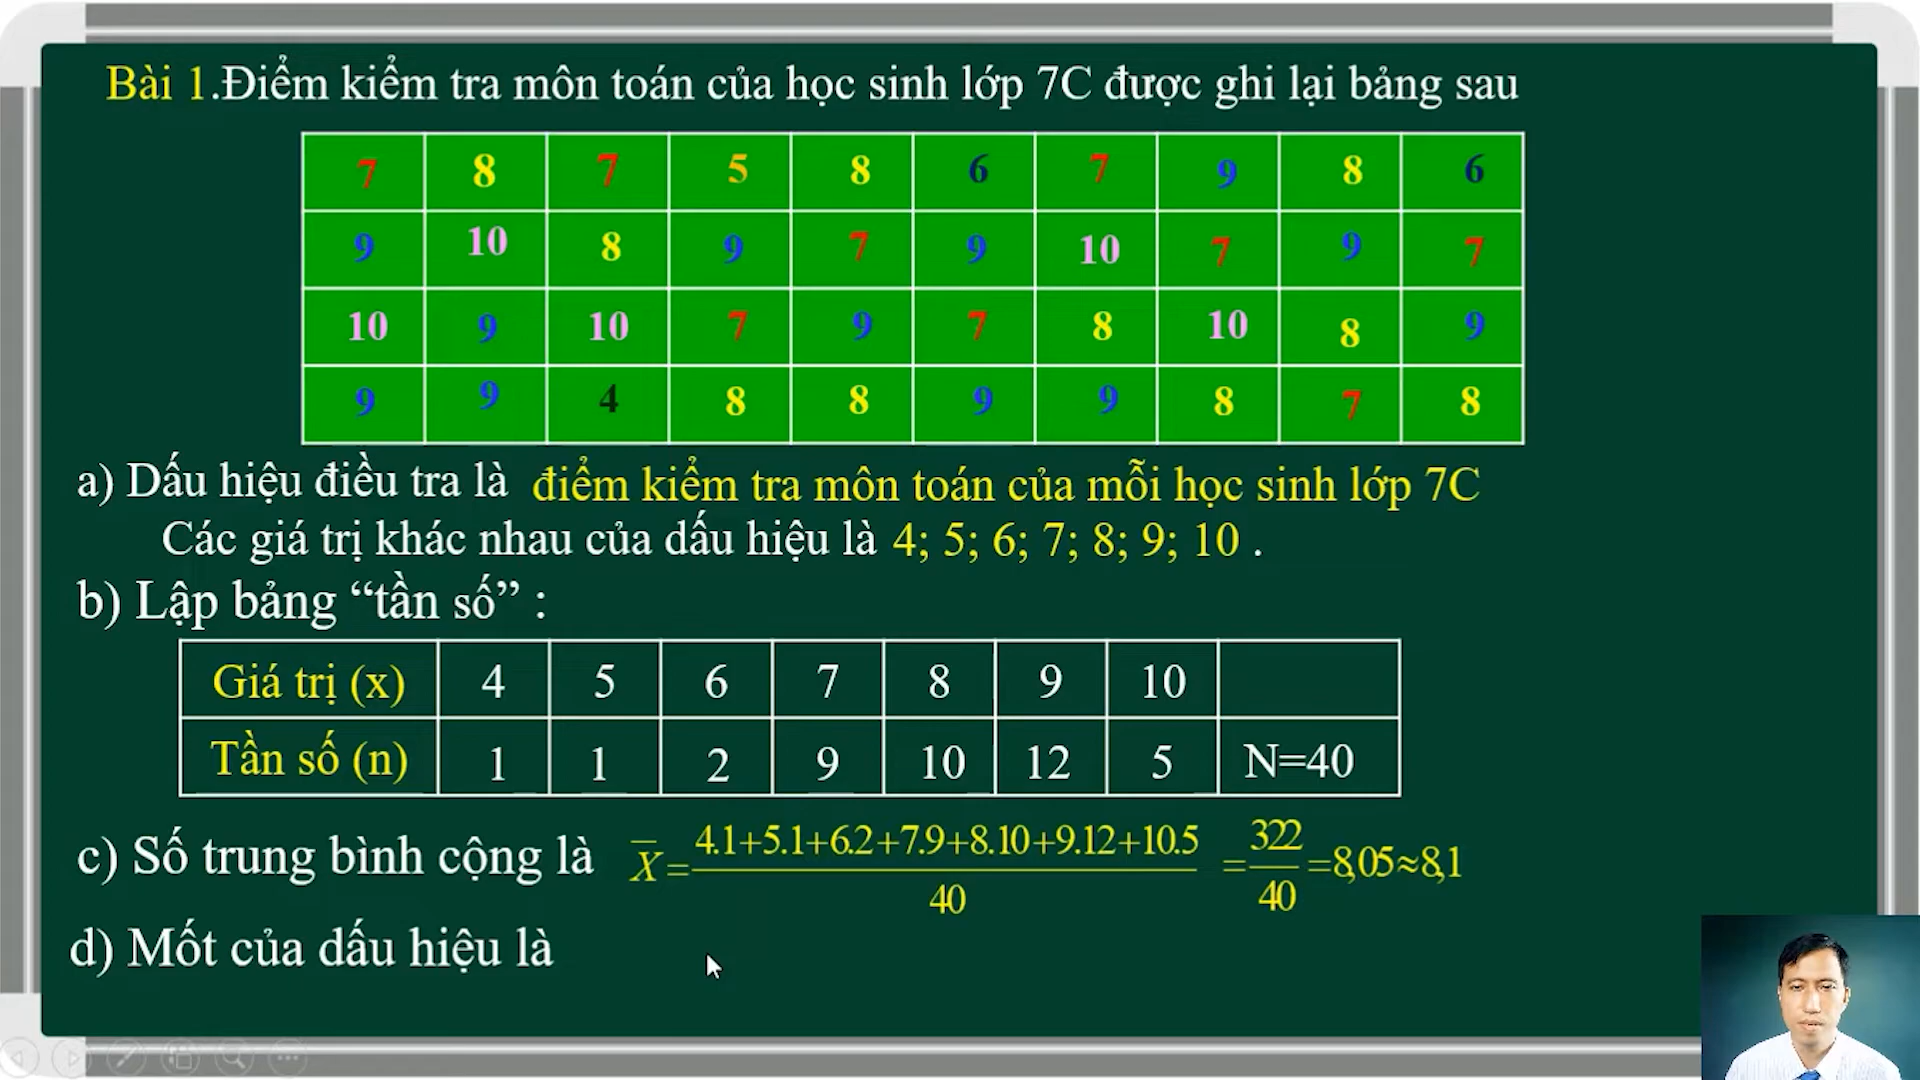 Bài 1.Điểm kiểm tra môn toán của học sinh lớp 7C được ghi lại bảng sau
7 8 7 5 8 6 7 9 8 6
9 10 8 9 7 9 10 7 9 7
10 9 10 7 9 7 8 10 8 9
9 9 4 8 8 9 9 8 7 8
a) Dấu hiệu điều tra là điểm kiểm tra môn toán của mỗi học sinh lớp 7C
Các giá trị khác nhau của dấu hiệu là 4; 5; 6; 7; 8; 9; 10 .
b) Lập bảng “tần số” :
Giá trị (x) 4 5 6 7 8 9 10
Tần số (n) 1 1 2 9 10 12 5 N=40
c) Số trung bình cộng là X̅ = (4.1+5.1+6.2+7.9+8.10+9.12+10.5)/40 = 322/40 = 8,05≈8,1
d) Mốt của dấu hiệu là